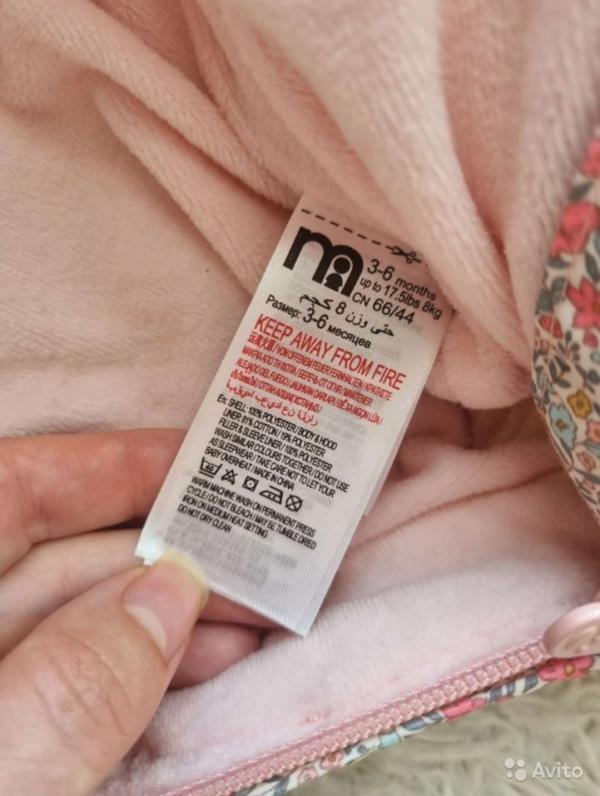 3-6 months
up to 17.5lbs 8kg
CN 66/44
حتى وزن 8 كجم
Размер: 3-6 месяцев
KEEP AWAY FROM FIRE
En: SHELL: 100% POLYESTER / BODY & HOOD
LINER: 81% COTTON / 19% POLYESTER
FILLER & SLEEVE LINER / 100% POLYESTER
WASH SIMILAR COLOURS TOGETHER / DO NOT USE
AS SLEEPWEAR / TAKE CARE NOT TO LET YOUR
BABY OVERHEAT / MADE IN CHINA
WARM MACHINE WASH ON PERMANENT PRESS
CYCLE / DO NOT BLEACH / MAY BE TUMBLE DRIED
IRON ON MEDIUM HEAT SETTING
DO NOT DRY CLEAN
Avito